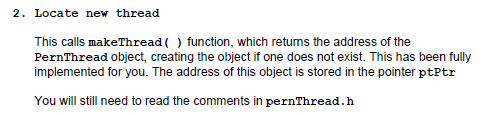 2. Locate new thread
This calls makeThread( ) function, which returns the address of the
PernThread object, creating the object if one does not exist. This has been fully
implemented for you. The address of this object is stored in the pointer ptPtr
You will still need to read the comments in pernThread.h